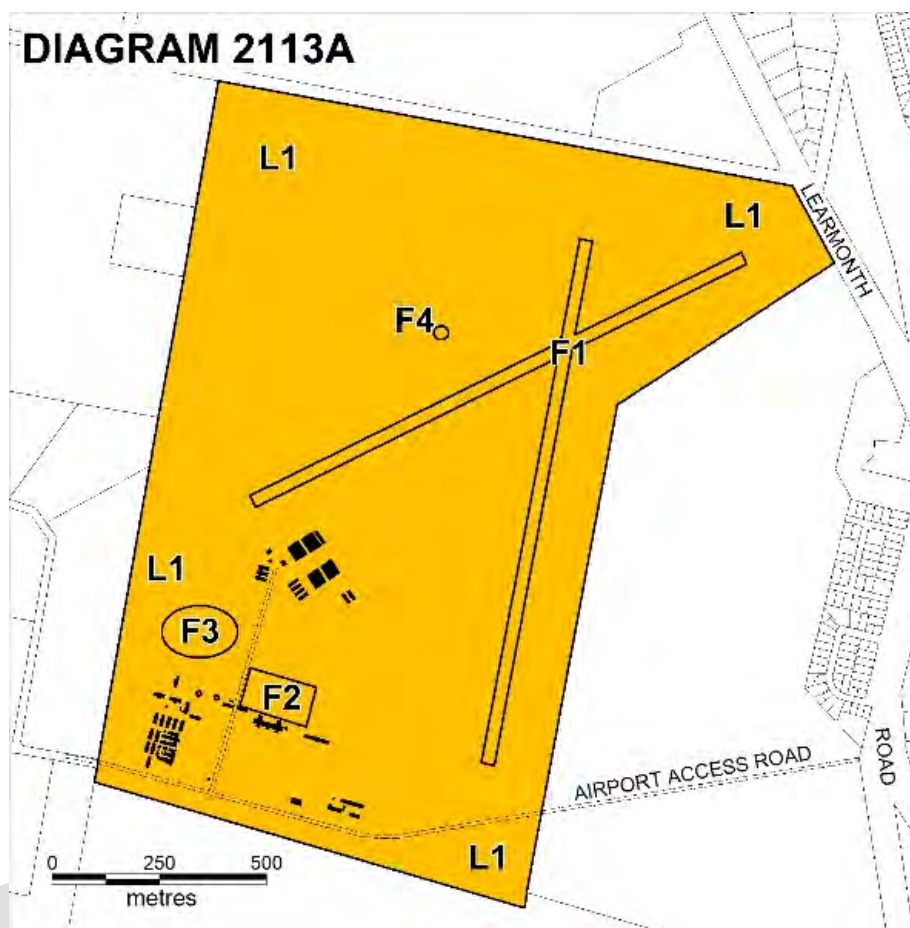 DIAGRAM 2113A
L1
L1
LEARMONTH
F4
F1
L1
F3
F2
ROAD
AIRPORT ACCESS ROAD
L1
0 250 500
metres